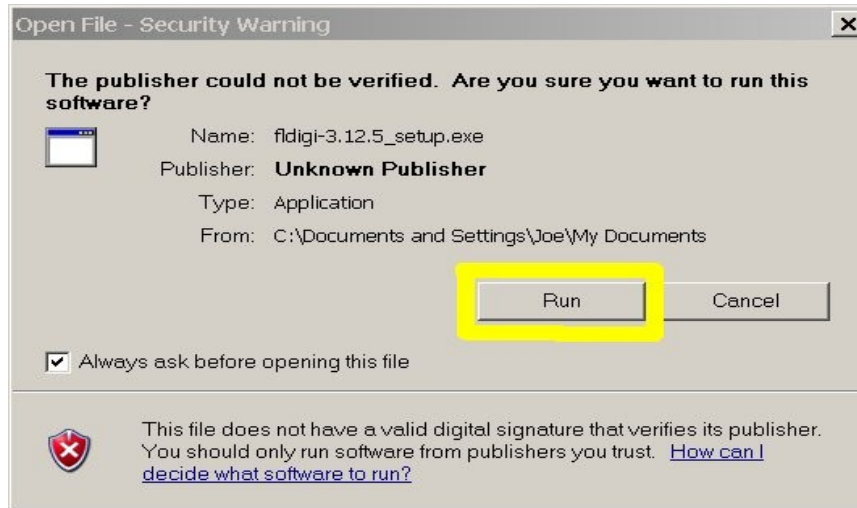 Open File - Security Warning
The publisher could not be verified. Are you sure you want to run this
software?
Name: fldigi-3.12.5_setup.exe
Publisher: Unknown Publisher
Type: Application
From: C:\Documents and Settings\Joe\My Documents
Run Cancel
Always ask before opening this file
This file does not have a valid digital signature that verifies its publisher.
You should only run software from publishers you trust. How can I
decide what software to run?